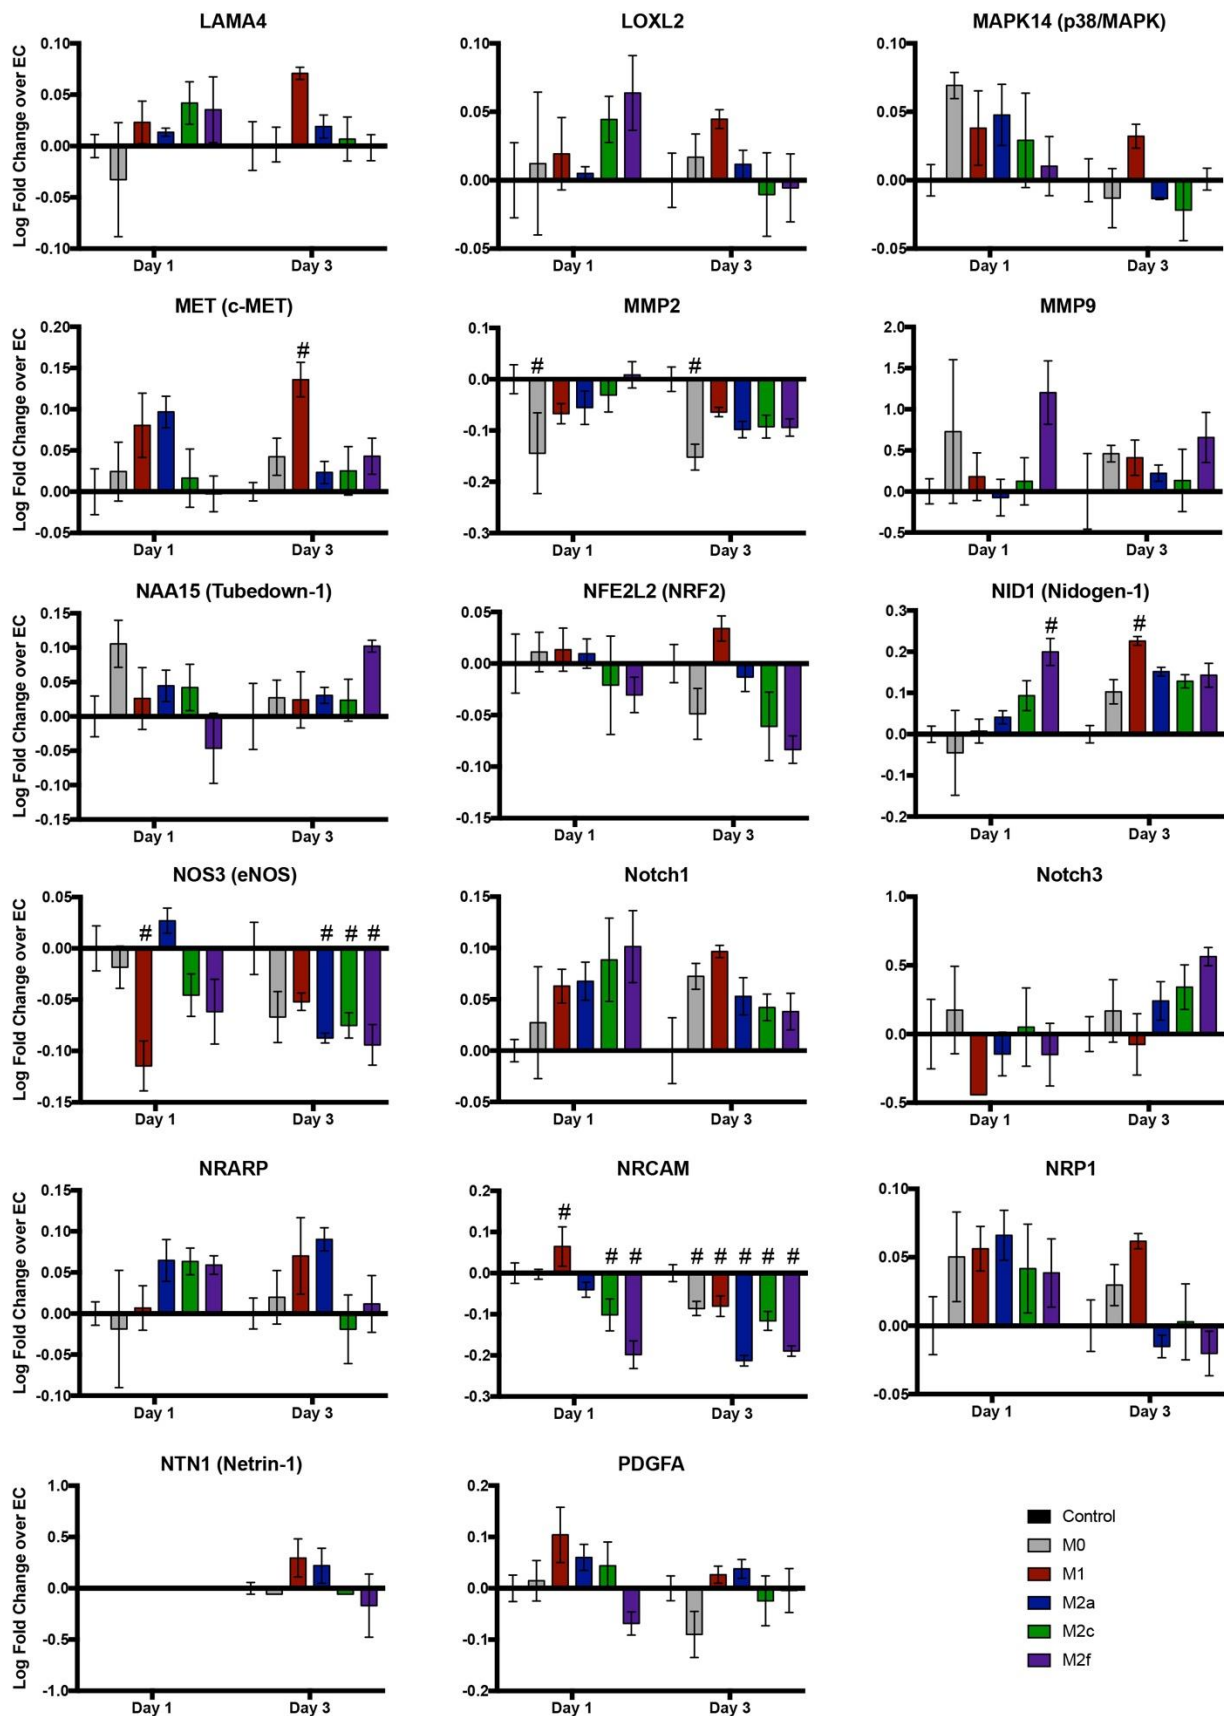 LAMA4
LOXL2
MAPK14 (p38/MAPK)
Log Fold Change over EC
0.10
0.05
0.00
-0.05
-0.10
Day 1
Day 3
0.10
0.05
0.00
-0.05
Day 1
Day 3
0.10
0.05
0.00
-0.05
Day 1
Day 3
MET (c-MET)
MMP2
MMP9
Log Fold Change over EC
0.20
0.15
0.10
0.05
0.00
-0.05
#
Day 1
Day 3
0.1
0.0
-0.1
-0.2
-0.3
# #
Day 1
Day 3
2.0
1.5
1.0
0.5
0.0
-0.5
Day 1
Day 3
NAA15 (Tubedown-1)
NFE2L2 (NRF2)
NID1 (Nidogen-1)
Log Fold Change over EC
0.15
0.10
0.05
0.00
-0.05
-0.10
-0.15
Day 1
Day 3
0.05
0.00
-0.05
-0.10
-0.15
Day 1
Day 3
0.3
0.2
0.1
0.0
-0.1
-0.2
# #
Day 1
Day 3
NOS3 (eNOS)
Notch1
Notch3
Log Fold Change over EC
0.05
0.00
-0.05
-0.10
-0.15
# # # #
Day 1
Day 3
0.15
0.10
0.05
0.00
-0.05
Day 1
Day 3
1.0
0.5
0.0
-0.5
Day 1
Day 3
NRARP
NRCAM
NRP1
Log Fold Change over EC
0.15
0.10
0.05
0.00
-0.05
-0.10
Day 1
Day 3
0.2
0.1
0.0
-0.1
-0.2
-0.3
# # # # # # # #
Day 1
Day 3
0.10
0.05
0.00
-0.05
Day 1
Day 3
NTN1 (Netrin-1)
PDGFA
Log Fold Change over EC
1.0
0.5
0.0
-0.5
-1.0
Day 1
Day 3
0.2
0.1
0.0
-0.1
-0.2
Day 1
Day 3
Control
M0
M1
M2a
M2c
M2f